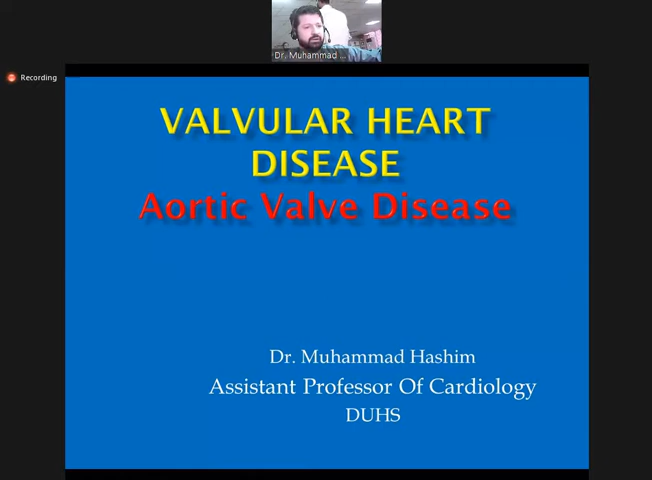 Dr. Muhammad ...
Recording
VALVULAR HEART
DISEASE
Aortic Valve Disease
Dr. Muhammad Hashim
Assistant Professor Of Cardiology
DUHS